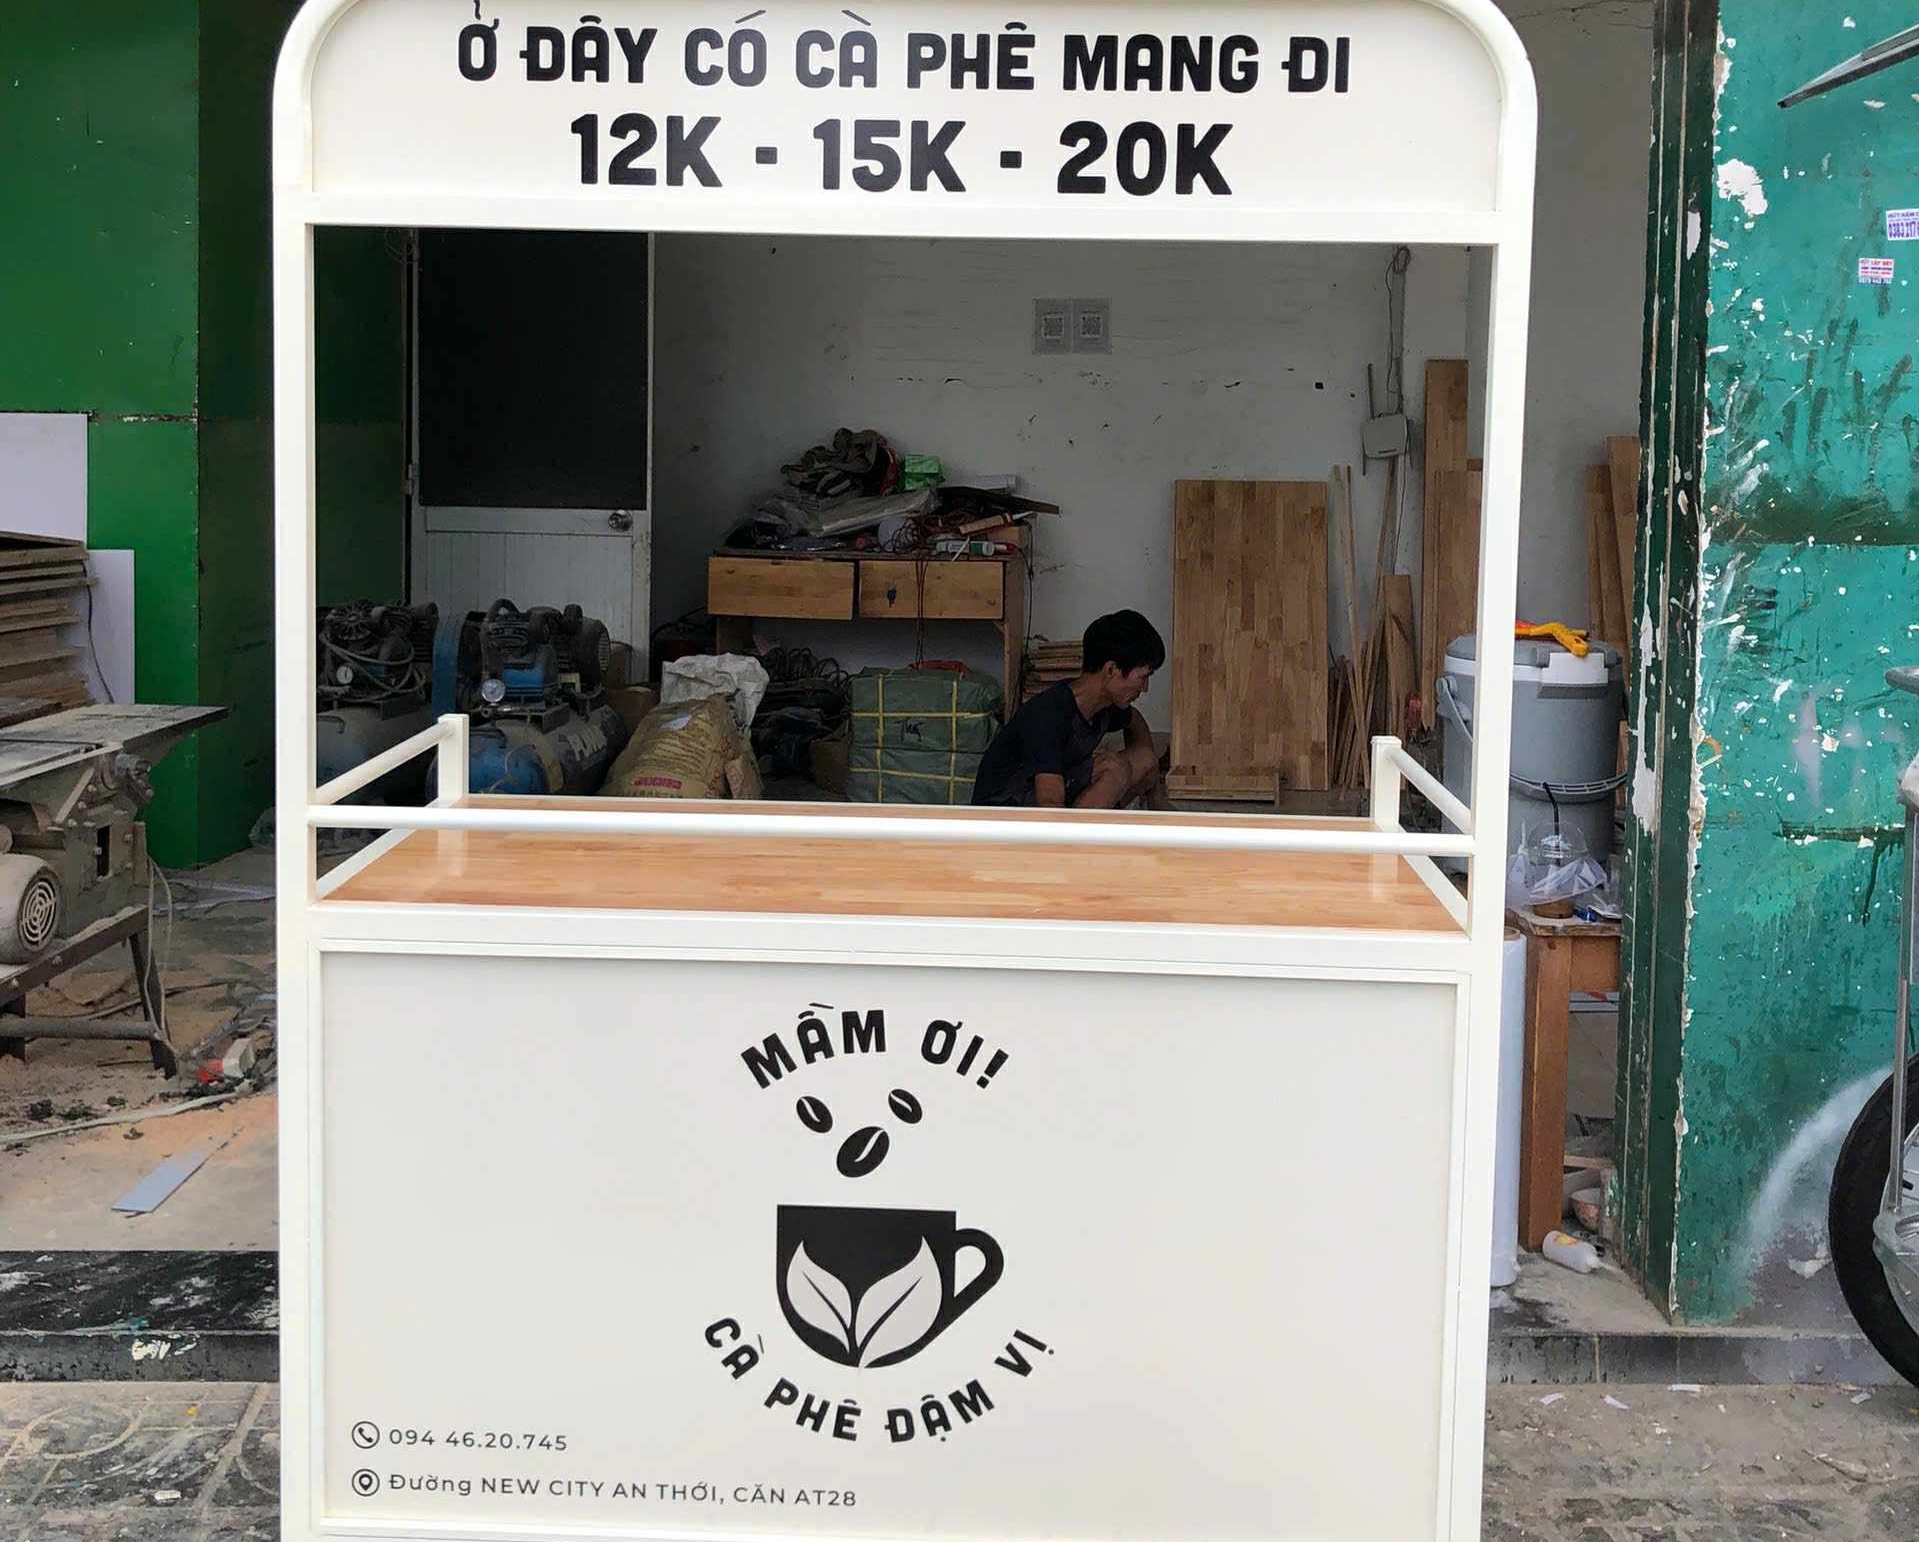 Ở ĐÂY CÓ CÀ PHÊ MANG ĐI
12K - 15K - 20K
MẦM ƠI!
CÀ PHÊ ĐẬM VỊ
094 46.20.745
Đường NEW CITY AN THỚI, CĂN AT28